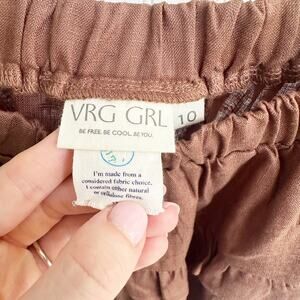 VRG GRL
10
BE FREE. BE COOL. BE YOU.
I'm made from a
considered fabric choice.
I contain either natural
or cellulose fibres.